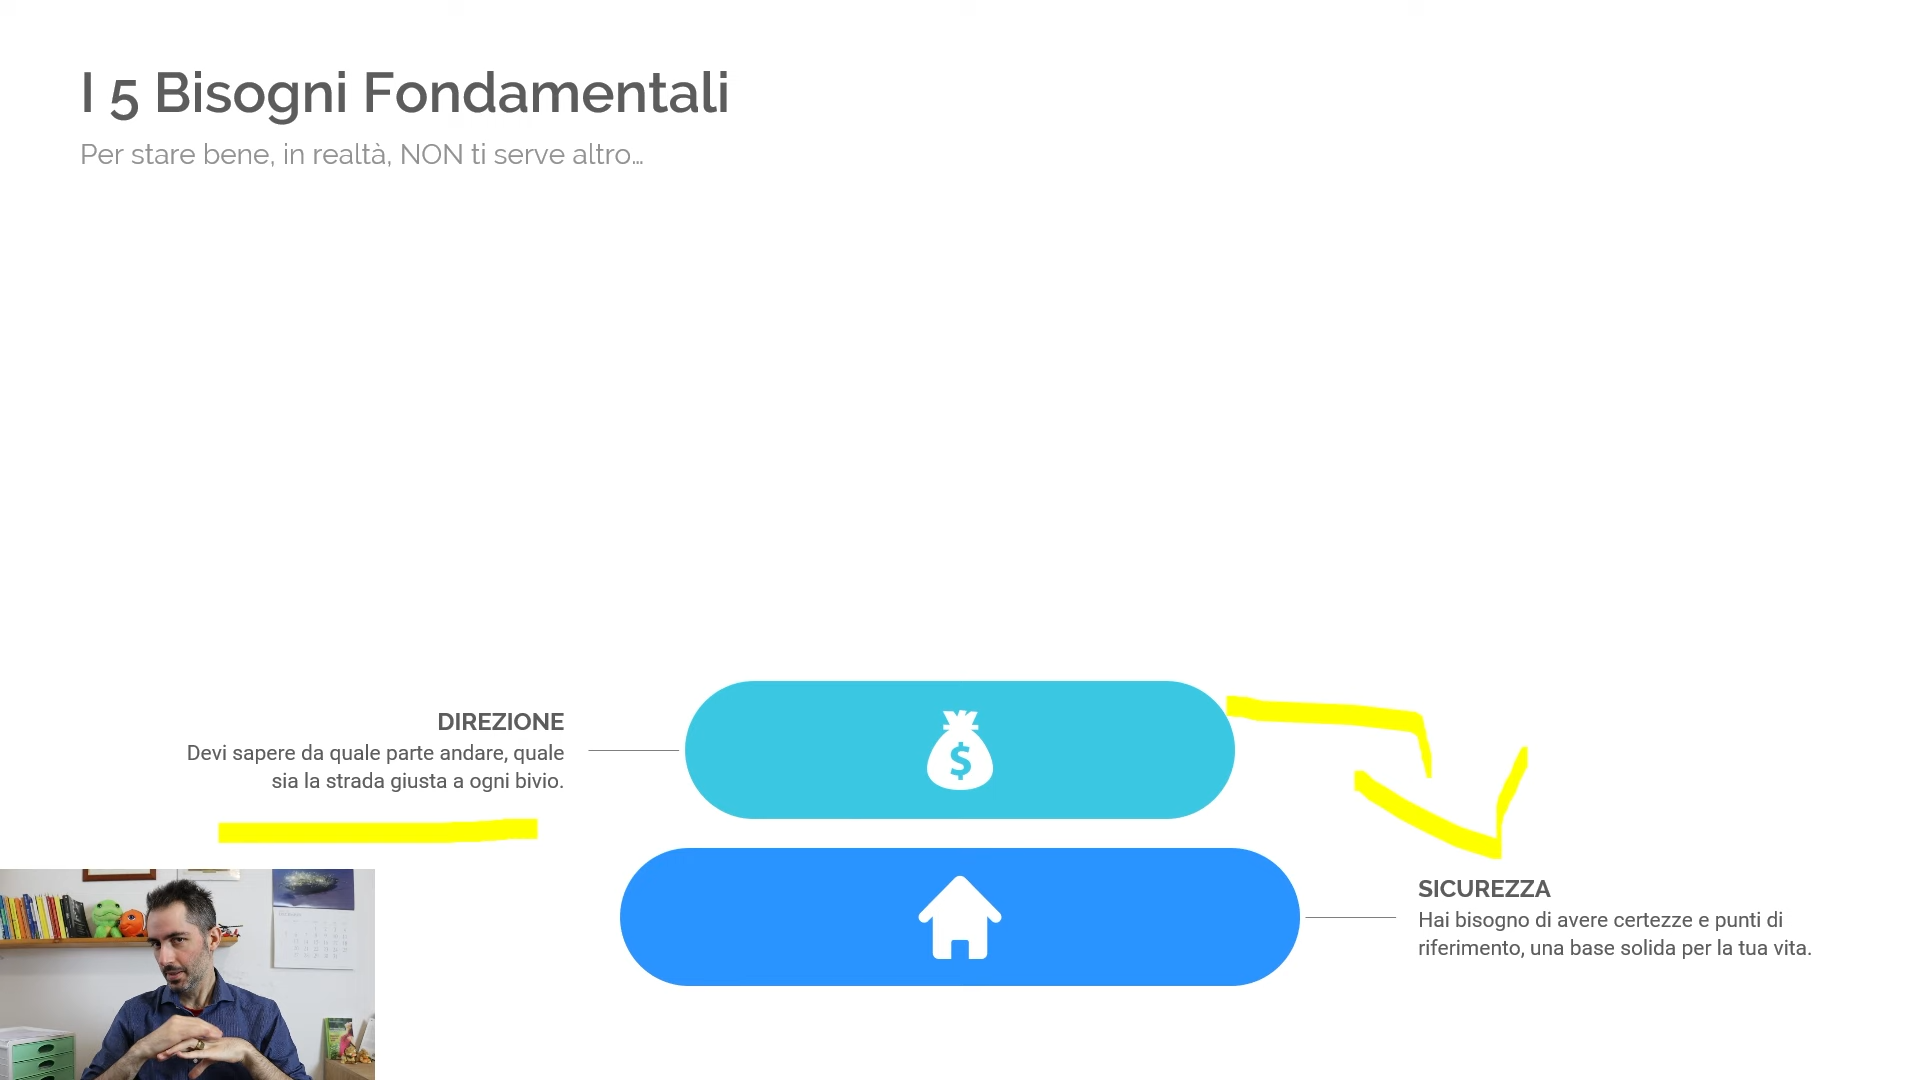 I 5 Bisogni Fondamentali
Per stare bene, in realtà, NON ti serve altro...
DIREZIONE
Devi sapere da quale parte andare, quale
sia la strada giusta a ogni bivio.
$
SICUREZZA
Hai bisogno di avere certezze e punti di
riferimento, una base solida per la tua vita.